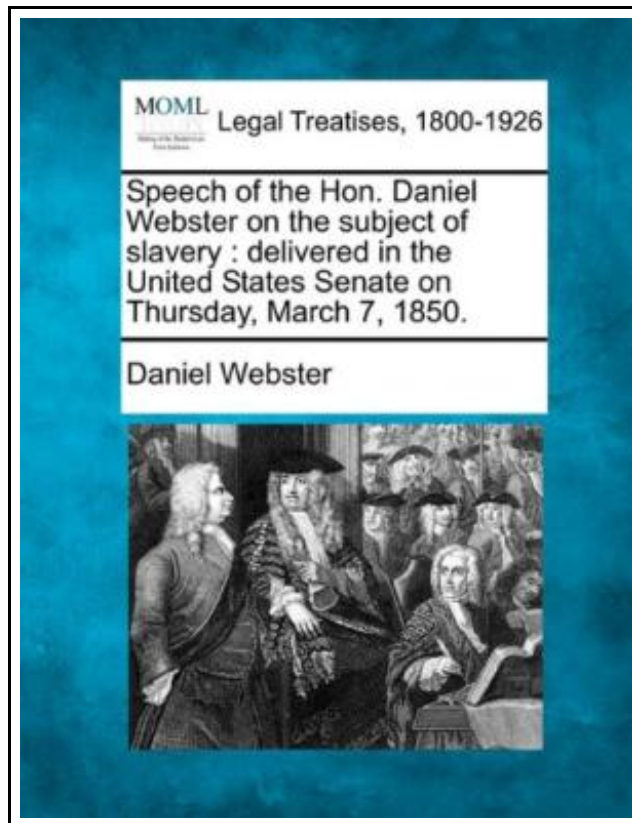 MOML
Legal Treatises, 1800-1926
Speech of the Hon. Daniel
Webster on the subject of
slavery : delivered in the
United States Senate on
Thursday, March 7, 1850.
Daniel Webster